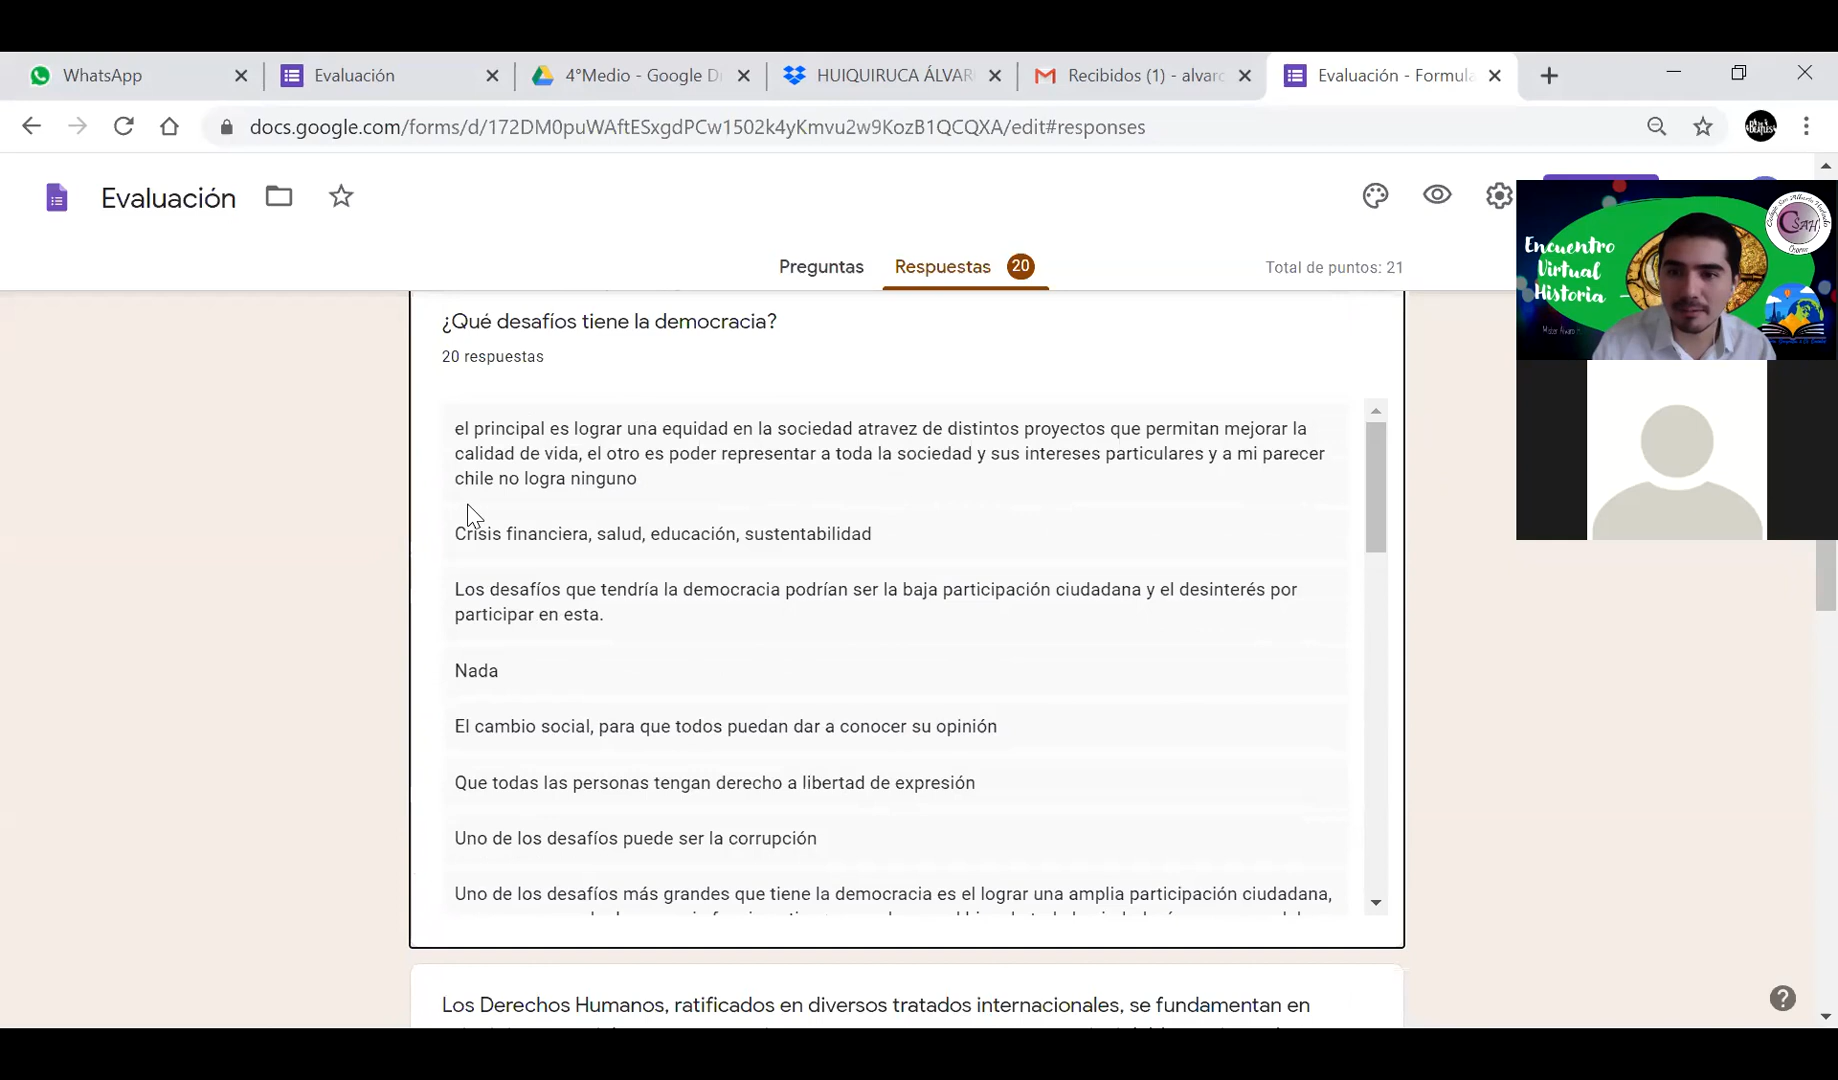 WhatsApp
Evaluación
4°Medio - Google Dr
HUIQUIRUCA ÁLVAR
Recibidos (1) - alvaro
Evaluación - Formula
docs.google.com/forms/d/172DM0puWAftESxgdPCw1502k4yKmvu2w9KozB1QCQXA/edit#responses
Evaluación
Preguntas
Respuestas
20
Total de puntos: 21
Encuentro
Virtual
Historia
CSAH
¿Qué desafíos tiene la democracia?
20 respuestas
el principal es lograr una equidad en la sociedad atravez de distintos proyectos que permitan mejorar la
calidad de vida, el otro es poder representar a toda la sociedad y sus intereses particulares y a mi parecer
chile no logra ninguno
Crisis financiera, salud, educación, sustentabilidad
Los desafíos que tendría la democracia podrían ser la baja participación ciudadana y el desinterés por
participar en esta.
Nada
El cambio social, para que todos puedan dar a conocer su opinión
Que todas las personas tengan derecho a libertad de expresión
Uno de los desafíos puede ser la corrupción
Uno de los desafíos más grandes que tiene la democracia es el lograr una amplia participación ciudadana,
Los Derechos Humanos, ratificados en diversos tratados internacionales, se fundamentan en